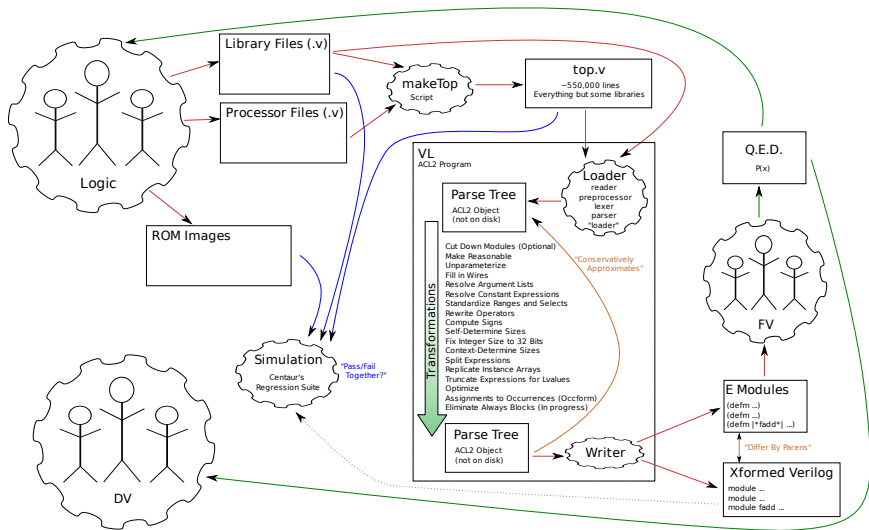 Library Files (.v)
Processor Files (.v)
Logic
ROM Images
makeTop
Script
top.v
~550,000 lines
Everything but some libraries
VL
ACL2 Program
Loader
reader
preprocessor
lexer
parser
"loader"
Parse Tree
ACL2 Object
(not on disk)
Transformations
Cut Down Modules (Optional)
Make Reasonable
Unparameterize
Fill in Wires
Resolve Argument Lists
Resolve Constant Expressions
Standardize Ranges and Selects
Rewrite Operators
Compute Signs
Self-Determine Sizes
Fix Integer Size to 32 Bits
Context-Determine Sizes
Split Expressions
Replicate Instance Arrays
Truncate Expressions for Lvalues
Optimize
Assignments to Occurrences (Occform)
Eliminate Always Blocks (In progress)
"Conservatively
Approximates"
Parse Tree
ACL2 Object
(not on disk)
Writer
Simulation
Centaur's
Regression Suite
"Pass/Fail
Together?"
DV
Q.E.D.
P(x)
FV
E Modules
(defm ...)
(defm ...)
(defm |*fadd*| ...)
"Differ By Parens"
Xformed Verilog
module ...
module ...
module fadd ...